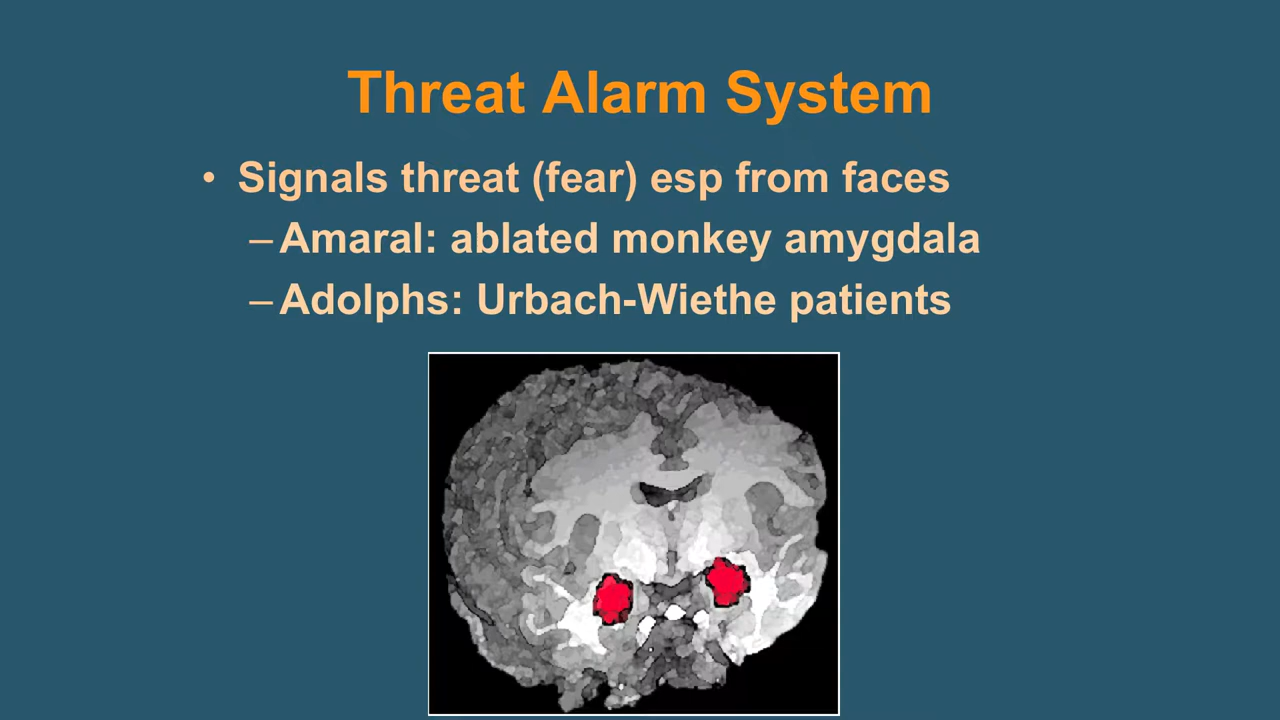 Threat Alarm System
• Signals threat (fear) esp from faces
– Amaral: ablated monkey amygdala
– Adolphs: Urbach-Wiethe patients